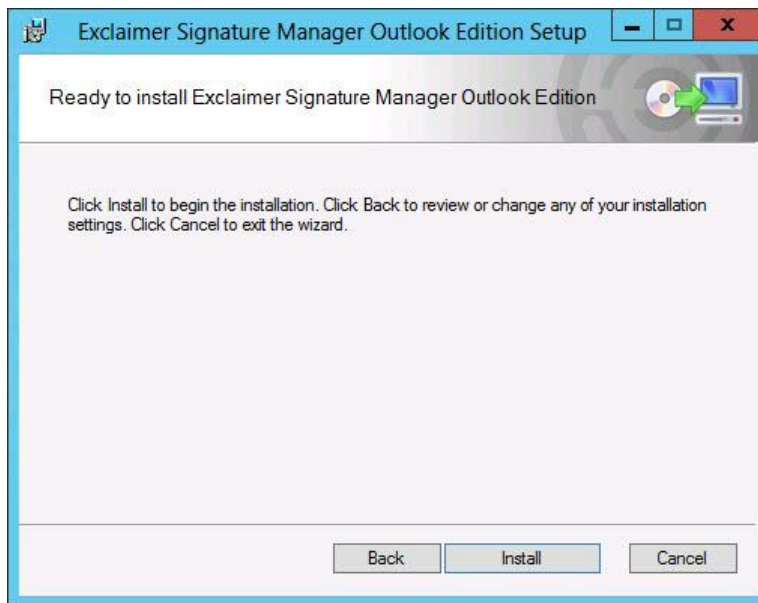 Exclaimer Signature Manager Outlook Edition Setup
Ready to install Exclaimer Signature Manager Outlook Edition
Click Install to begin the installation. Click Back to review or change any of your installation
settings. Click Cancel to exit the wizard.
Back Install Cancel